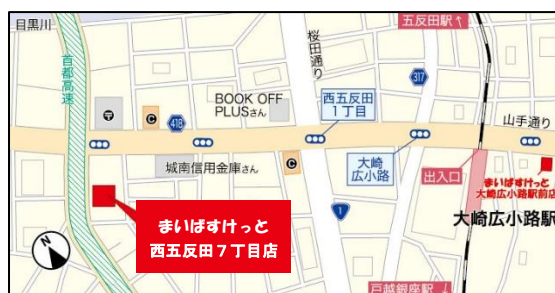 目黒川
首都高速
桜田通り
五反田駅
317
〒
C
418
BOOK OFF
PLUSさん
西五反田
1丁目
山手通り
城南信用金庫さん
C
大崎
広小路
出入口
まいばすけっと
大崎広小路駅前店
大崎広小路駅
まいばすけっと
西五反田7丁目店
1
N
戸越銀座駅